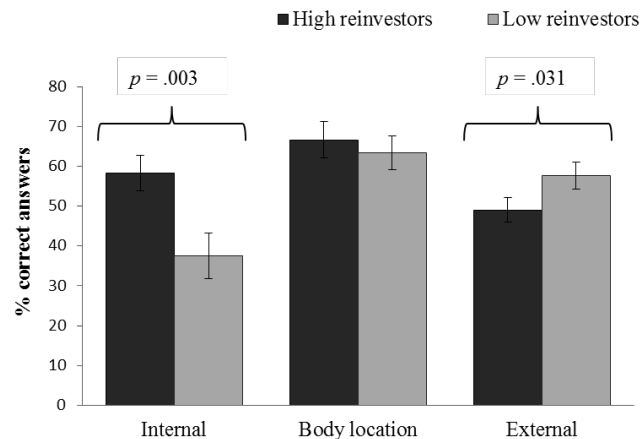 High reinvestors Low reinvestors
p = .003
p = .031
% correct answers
80
70
60
50
40
30
20
10
0
Internal Body location External